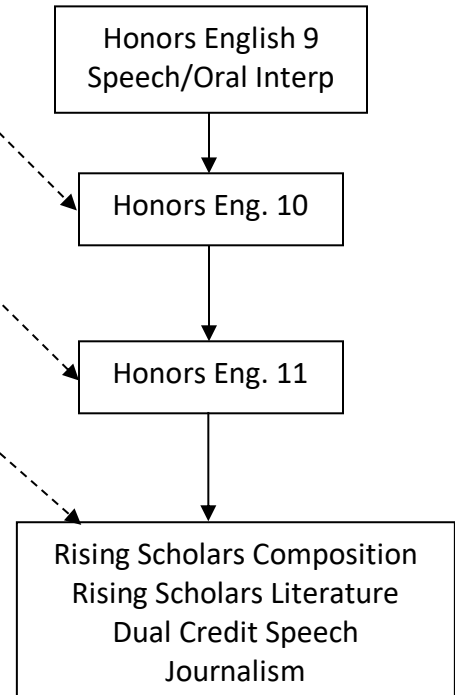 Honors English 9
Speech/Oral Interp
Honors Eng. 10
Honors Eng. 11
Rising Scholars Composition
Rising Scholars Literature
Dual Credit Speech
Journalism